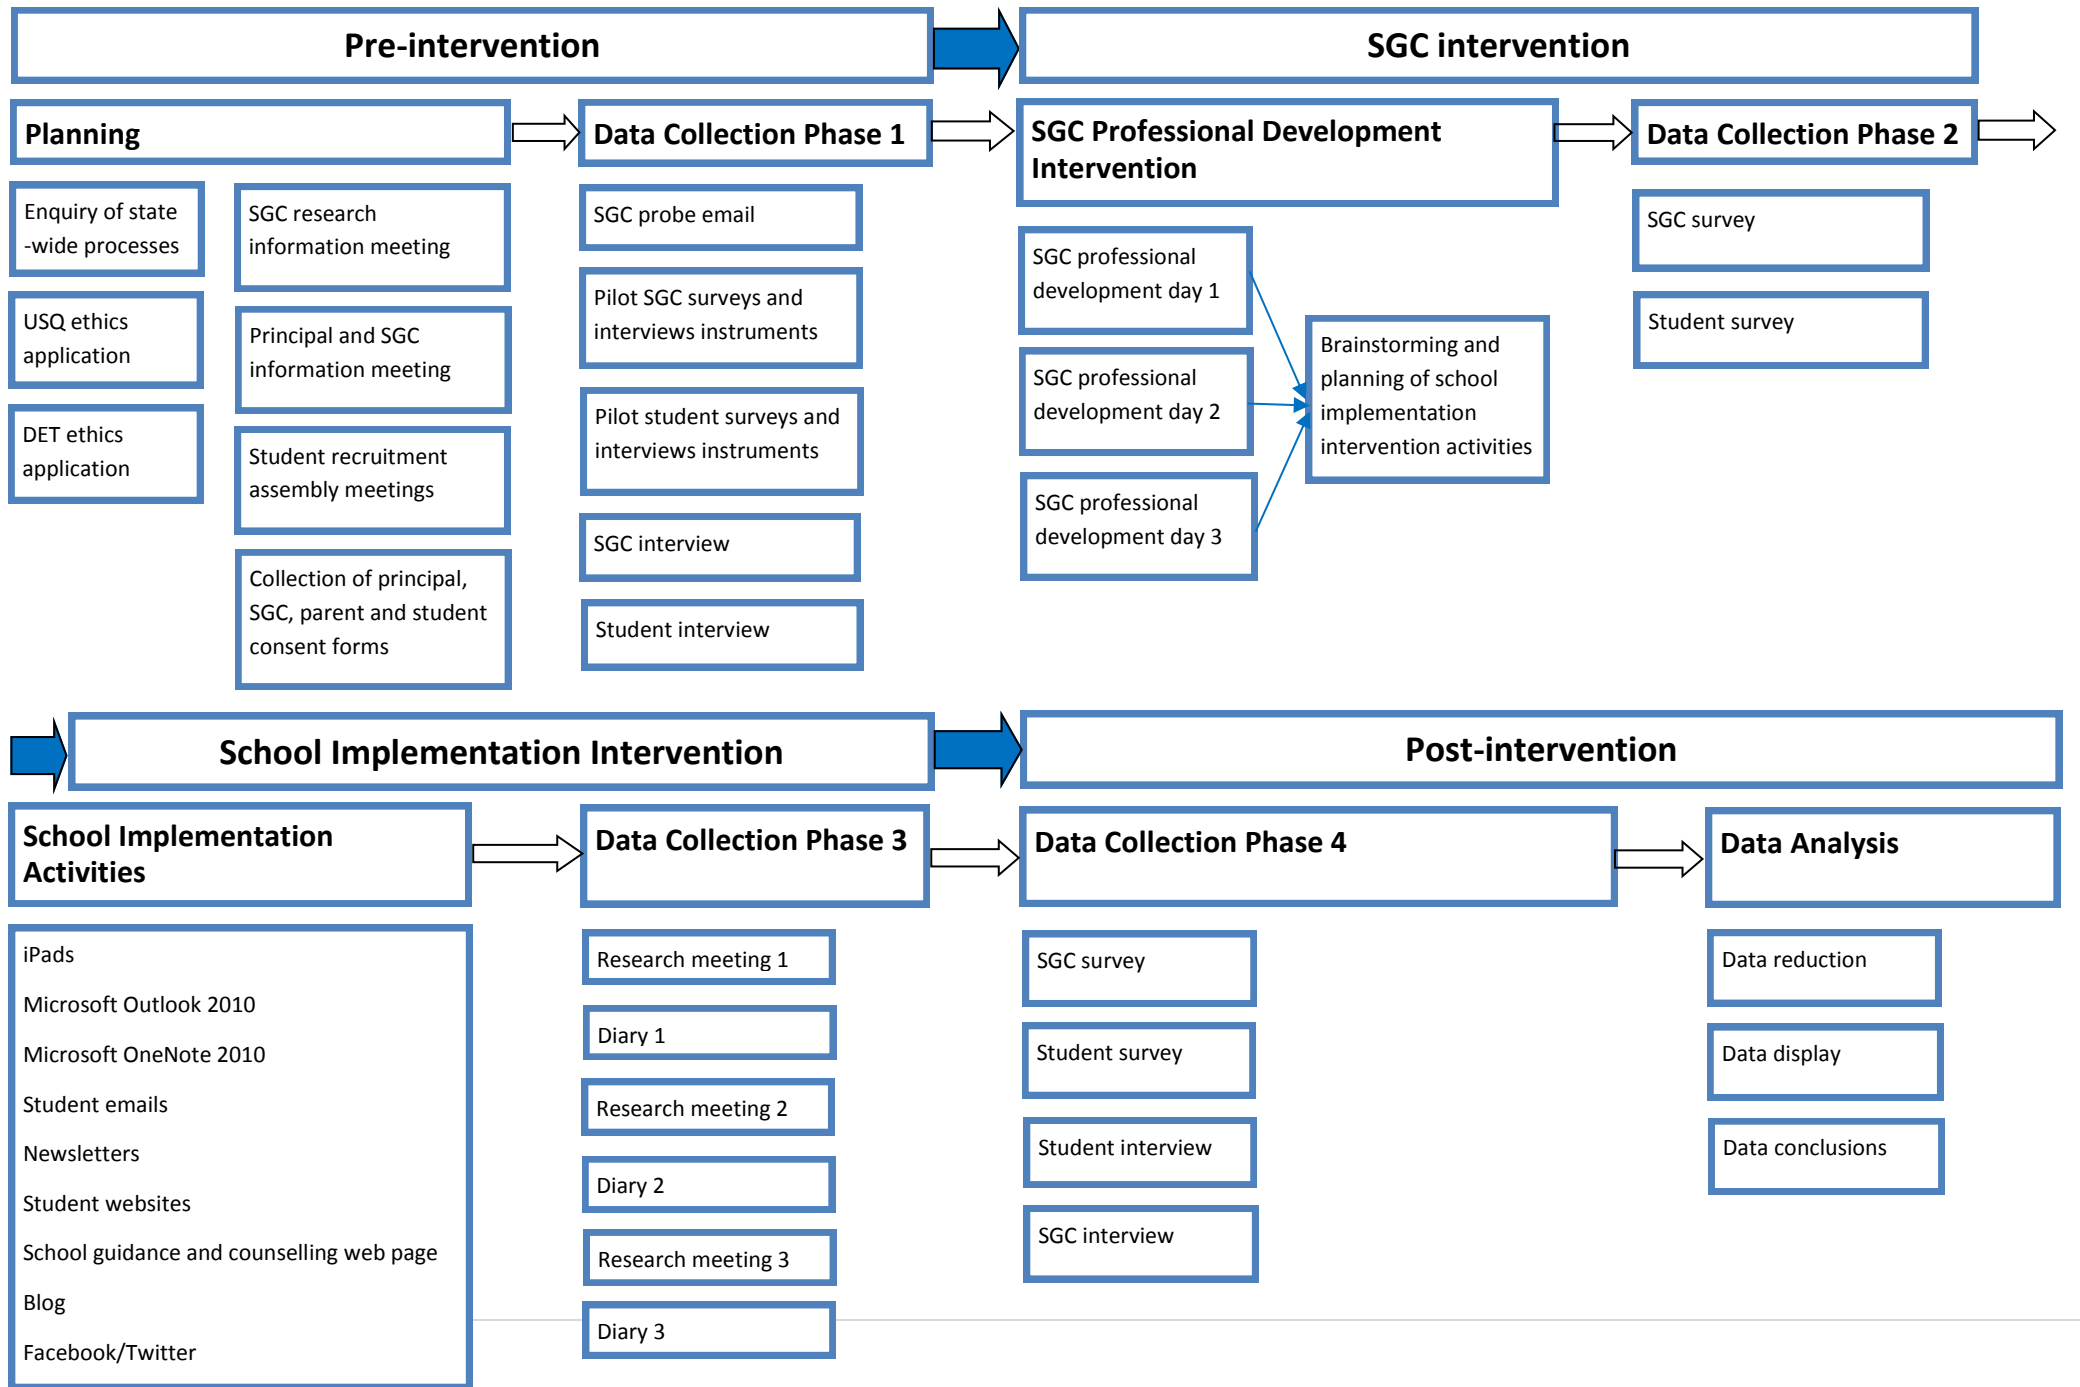 Pre-intervention
SGC intervention
Planning
Data Collection Phase 1
SGC Professional Development
Intervention
Data Collection Phase 2
Enquiry of state
-wide processes
USQ ethics
application
DET ethics
application
SGC research
information meeting
Principal and SGC
information meeting
Student recruitment
assembly meetings
Collection of principal,
SGC, parent and student
consent forms
SGC probe email
Pilot SGC surveys and
interviews instruments
Pilot student surveys and
interviews instruments
SGC interview
Student interview
SGC professional
development day 1
SGC professional
development day 2
SGC professional
development day 3
Brainstorming and
planning of school
implementation
intervention activities
SGC survey
Student survey
School Implementation Intervention
Post-intervention
School Implementation
Activities
Data Collection Phase 3
Data Collection Phase 4
Data Analysis
iPads
Microsoft Outlook 2010
Microsoft OneNote 2010
Student emails
Newsletters
Student websites
School guidance and counselling web page
Blog
Facebook/Twitter
Research meeting 1
Diary 1
Research meeting 2
Diary 2
Research meeting 3
Diary 3
SGC survey
Student survey
Student interview
SGC interview
Data reduction
Data display
Data conclusions